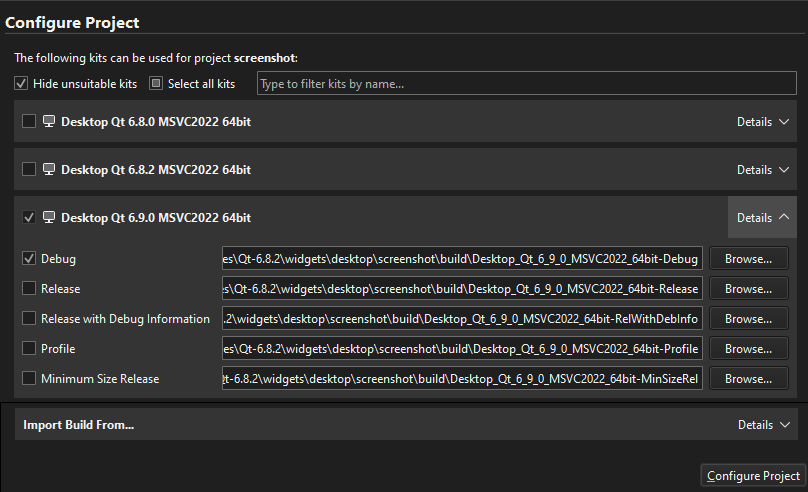 Configure Project
The following kits can be used for project screenshot:
Hide unsuitable kits Select all kits Type to filter kits by name...
Desktop Qt 6.8.0 MSVC2022 64bit Details
Desktop Qt 6.8.2 MSVC2022 64bit Details
Desktop Qt 6.9.0 MSVC2022 64bit Details
Debug es\Qt-6.8.2\widgets\desktop\screenshot\build\Desktop_Qt_6_9_0_MSVC2022_64bit-Debug Browse...
Release es\Qt-6.8.2\widgets\desktop\screenshot\build\Desktop_Qt_6_9_0_MSVC2022_64bit-Release Browse...
Release with Debug Information .2\widgets\desktop\screenshot\build\Desktop_Qt_6_9_0_MSVC2022_64bit-RelWithDebInfo Browse...
Profile es\Qt-6.8.2\widgets\desktop\screenshot\build\Desktop_Qt_6_9_0_MSVC2022_64bit-Profile Browse...
Minimum Size Release Qt-6.8.2\widgets\desktop\screenshot\build\Desktop_Qt_6_9_0_MSVC2022_64bit-MinSizeRel Browse...
Import Build From... Details
Configure Project